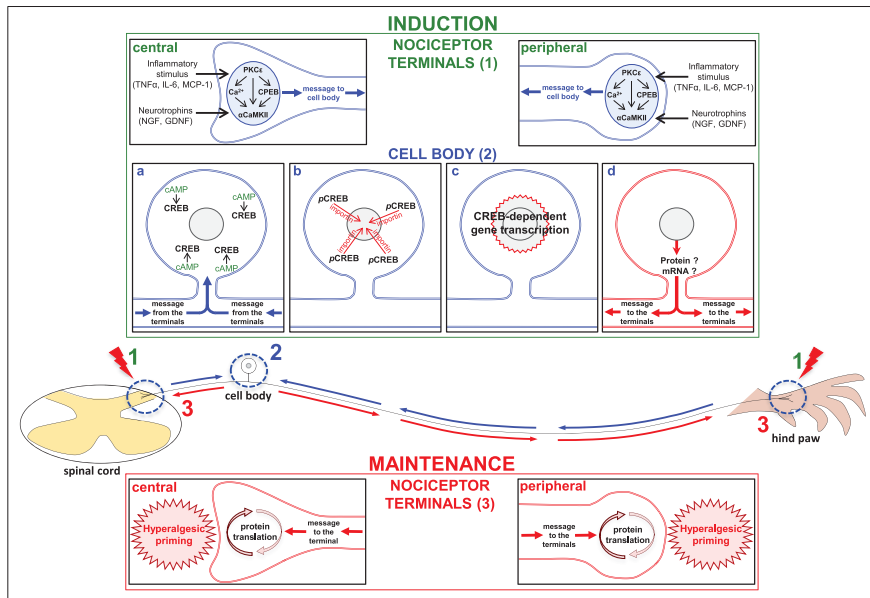 INDUCTION
NOCICEPTOR
TERMINALS (1)
central
Inflammatory
stimulus
(TNFα, IL-6, MCP-1)
Neurotrophins
(NGF, GDNF)
PKCε
Ca²⁺
CPEB
αCaMKII
message to
cell body
peripheral
message to
cell body
PKCε
Ca²⁺
CPEB
αCaMKII
Inflammatory
stimulus
(TNFα, IL-6, MCP-1)
Neurotrophins
(NGF, GDNF)
CELL BODY (2)
a
cAMP
CREB
cAMP
CREB
CREB
cAMP
CREB
cAMP
message
from the
terminals
message
from the
terminals
b
pCREB
importin
pCREB
importin
pCREB
importin
pCREB
importin
c
CREB-dependent
gene transcription
d
Protein ?
mRNA ?
message
to the
terminals
message
to the
terminals
1
2
1
cell body
3
3
spinal cord
hind paw
MAINTENANCE
NOCICEPTOR
TERMINALS (3)
central
Hyperalgesic
priming
protein
translation
message
to the
terminal
peripheral
message
to the
terminals
protein
translation
Hyperalgesic
priming